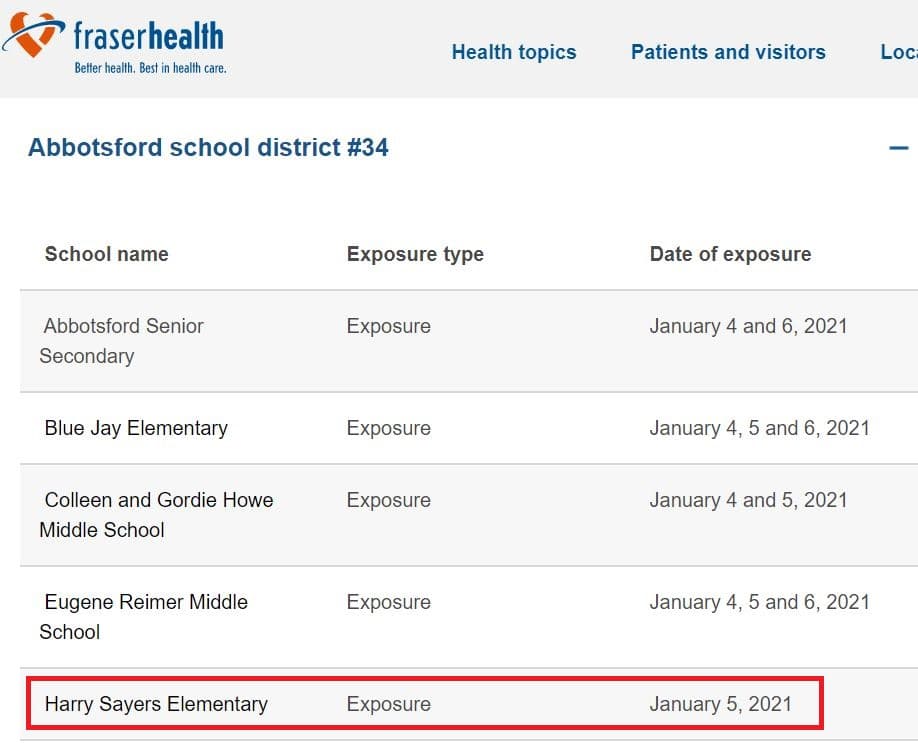 fraserhealth
Better health. Best in health care.
Health topics Patients and visitors
Abbotsford school district #34
School name Exposure type Date of exposure
Abbotsford Senior Exposure January 4 and 6, 2021
Secondary
Blue Jay Elementary Exposure January 4, 5 and 6, 2021
Colleen and Gordie Howe Exposure January 4 and 5, 2021
Middle School
Eugene Reimer Middle Exposure January 4, 5 and 6, 2021
School
Harry Sayers Elementary Exposure January 5, 2021